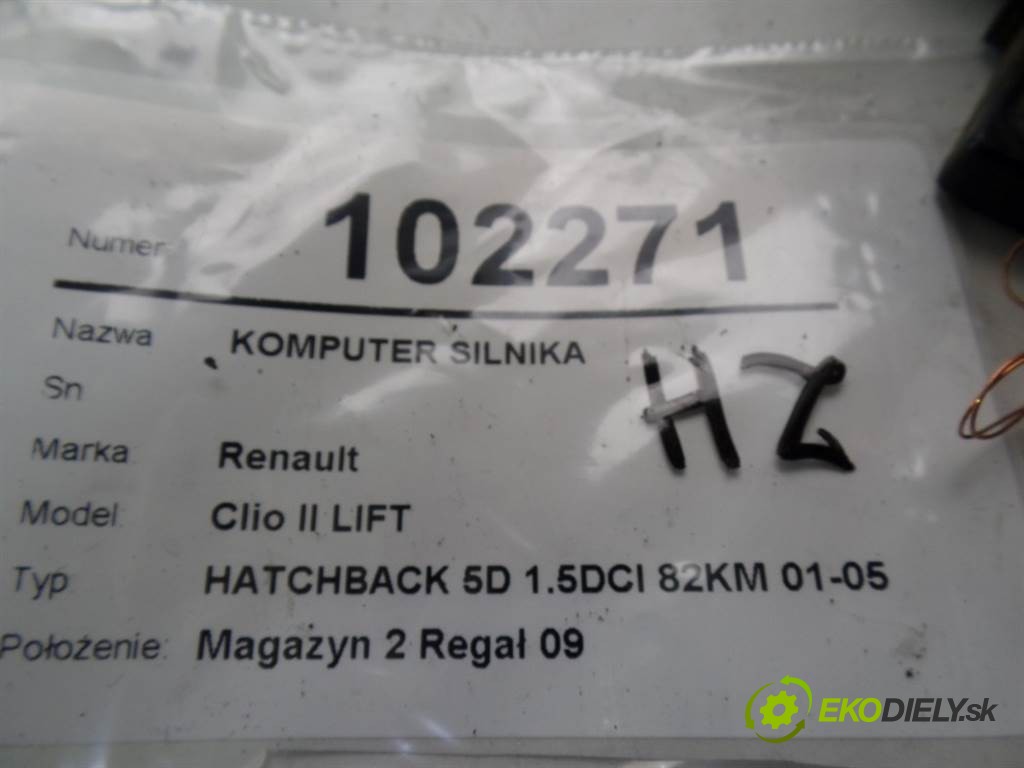 Numer: 102271
Nazwa KOMPUTER SILNIKA
HZ
Sn
Marka: Renault
Model: Clio II LIFT
Typ HATCHBACK 5D 1.5DCI 82KM 01-05
Położenie: Magazyn 2 Regał 09
EKODIELY.sk